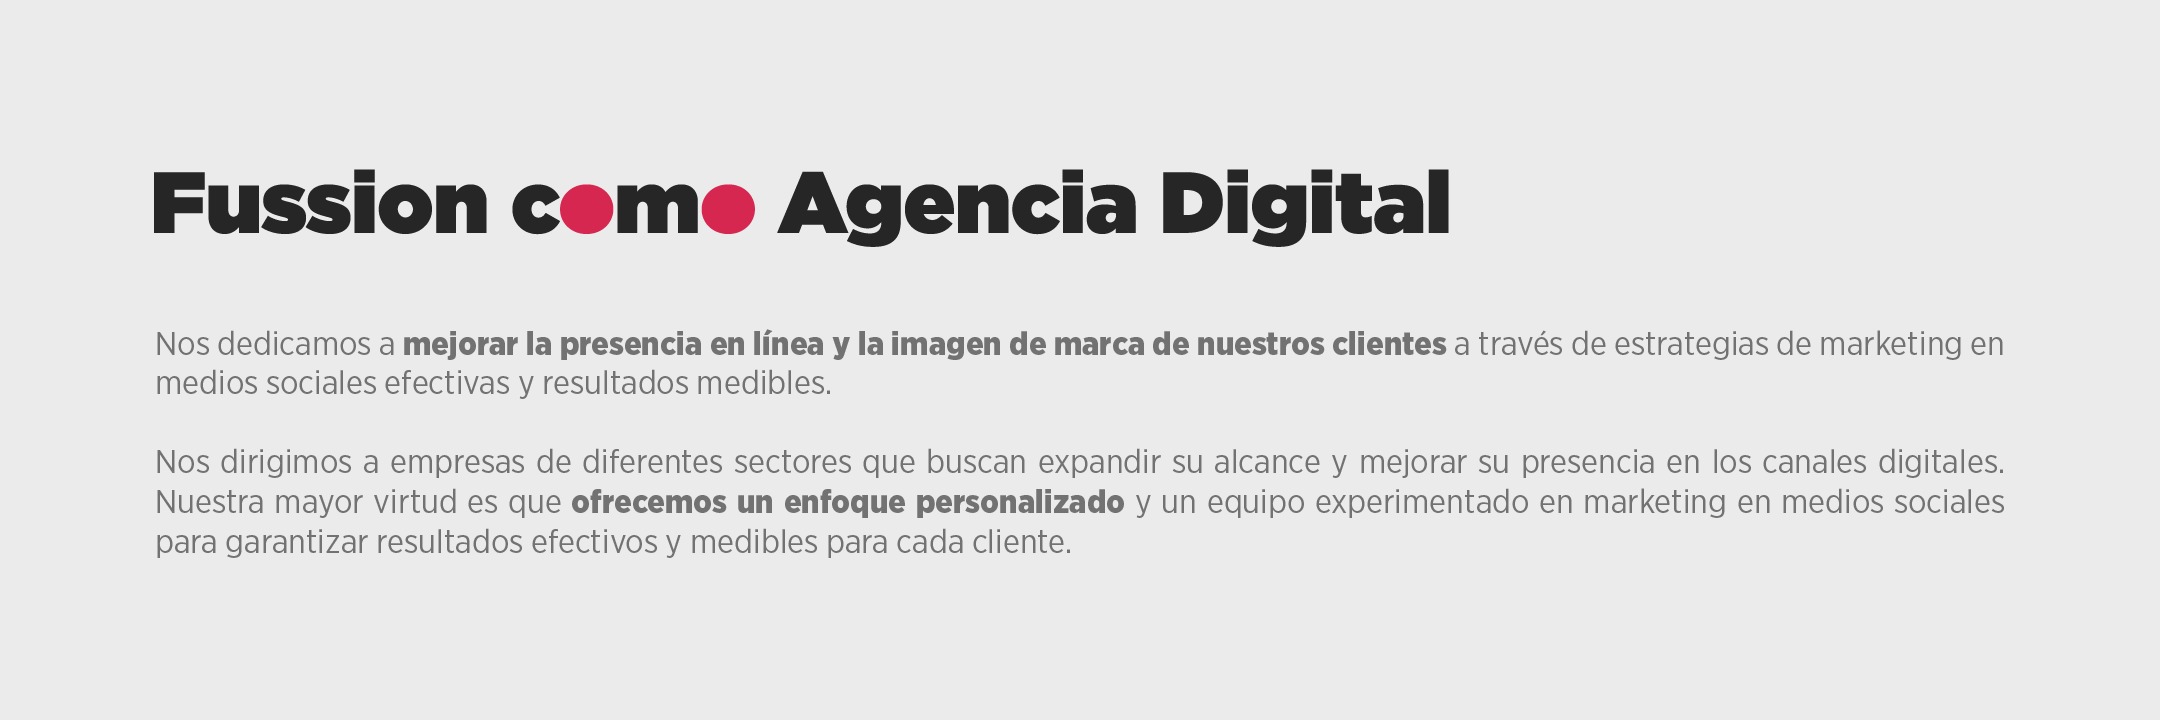 Fussion como Agencia Digital
Nos dedicamos a mejorar la presencia en línea y la imagen de marca de nuestros clientes a través de estrategias de marketing en
medios sociales efectivas y resultados medibles.
Nos dirigimos a empresas de diferentes sectores que buscan expandir su alcance y mejorar su presencia en los canales digitales.
Nuestra mayor virtud es que ofrecemos un enfoque personalizado y un equipo experimentado en marketing en medios sociales
para garantizar resultados efectivos y medibles para cada cliente.